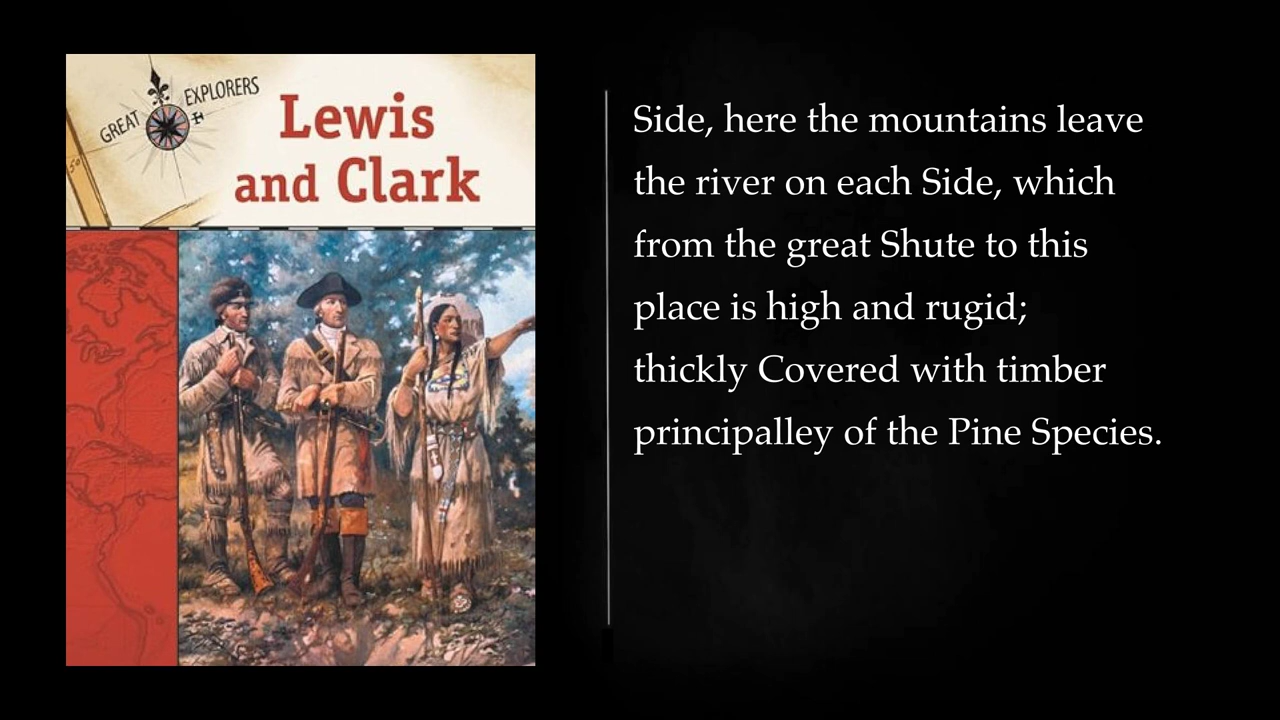 GREAT EXPLORERS
Lewis
and Clark
50
Side, here the mountains leave
the river on each Side, which
from the great Shute to this
place is high and rugid;
thickly Covered with timber
principalley of the Pine Species.